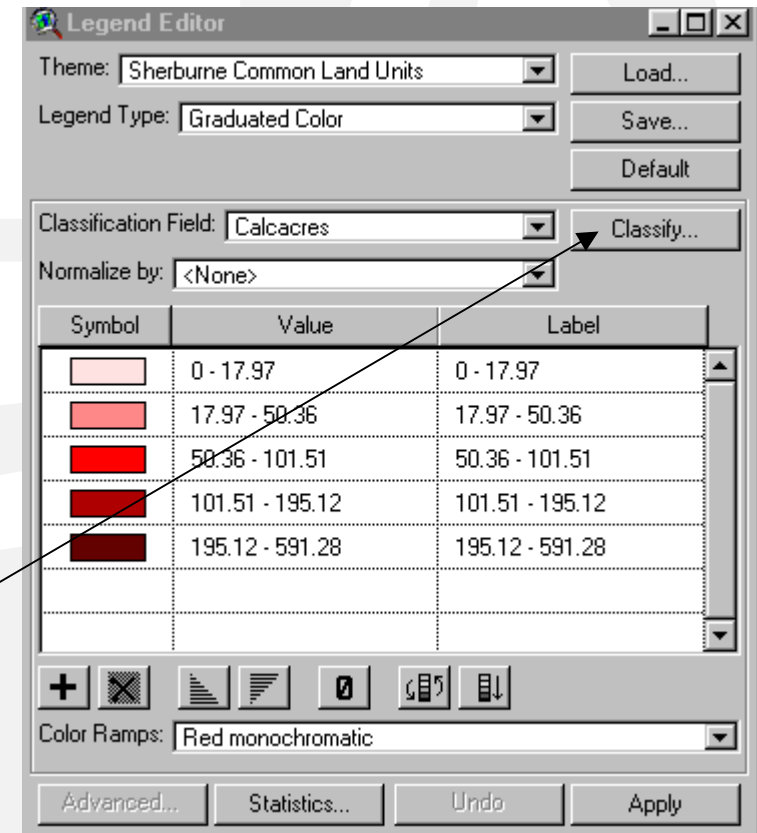 Legend Editor
Theme: Sherburne Common Land Units
Load...
Legend Type: Graduated Color
Save...
Default
Classification Field: Calcacres
Classify...
Normalize by: <None>
Symbol Value Label
0 - 17.97 0 - 17.97
17.97 - 50.36 17.97 - 50.36
50.36 - 101.51 50.36 - 101.51
101.51 - 195.12 101.51 - 195.12
195.12 - 591.28 195.12 - 591.28
0
Color Ramps: Red monochromatic
Advanced... Statistics... Undo Apply